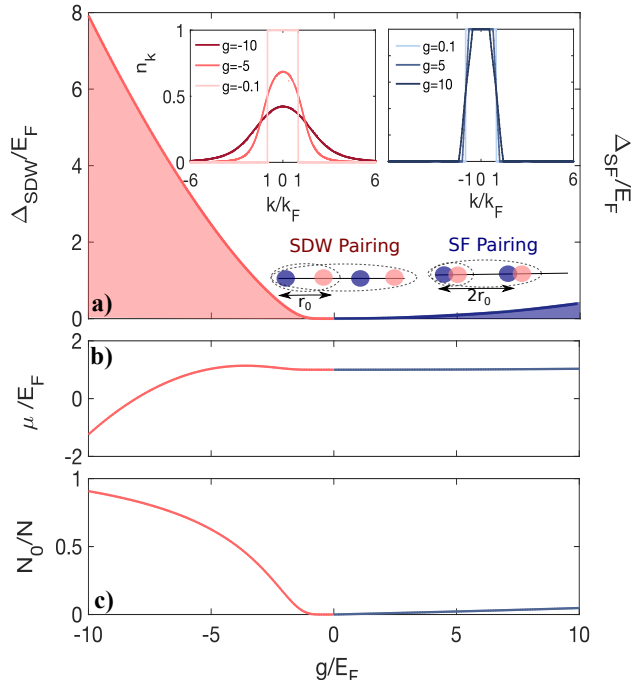 8
6
4
2
0
Δ_SDW/E_F
Δ_SF/E_F
n_k
1
0.5
0
g=-10
g=-5
g=-0.1
-6 1 0 1 6
k/k_F
g=0.1
g=5
g=10
-1 0 1 6
k/k_F
SDW Pairing
SF Pairing
r_0
2r_0
a)
b)
4
1
-2
μ/E_F
c)
1
0.5
0
N_0/N
-10 -5 0 5 10
g/E_F